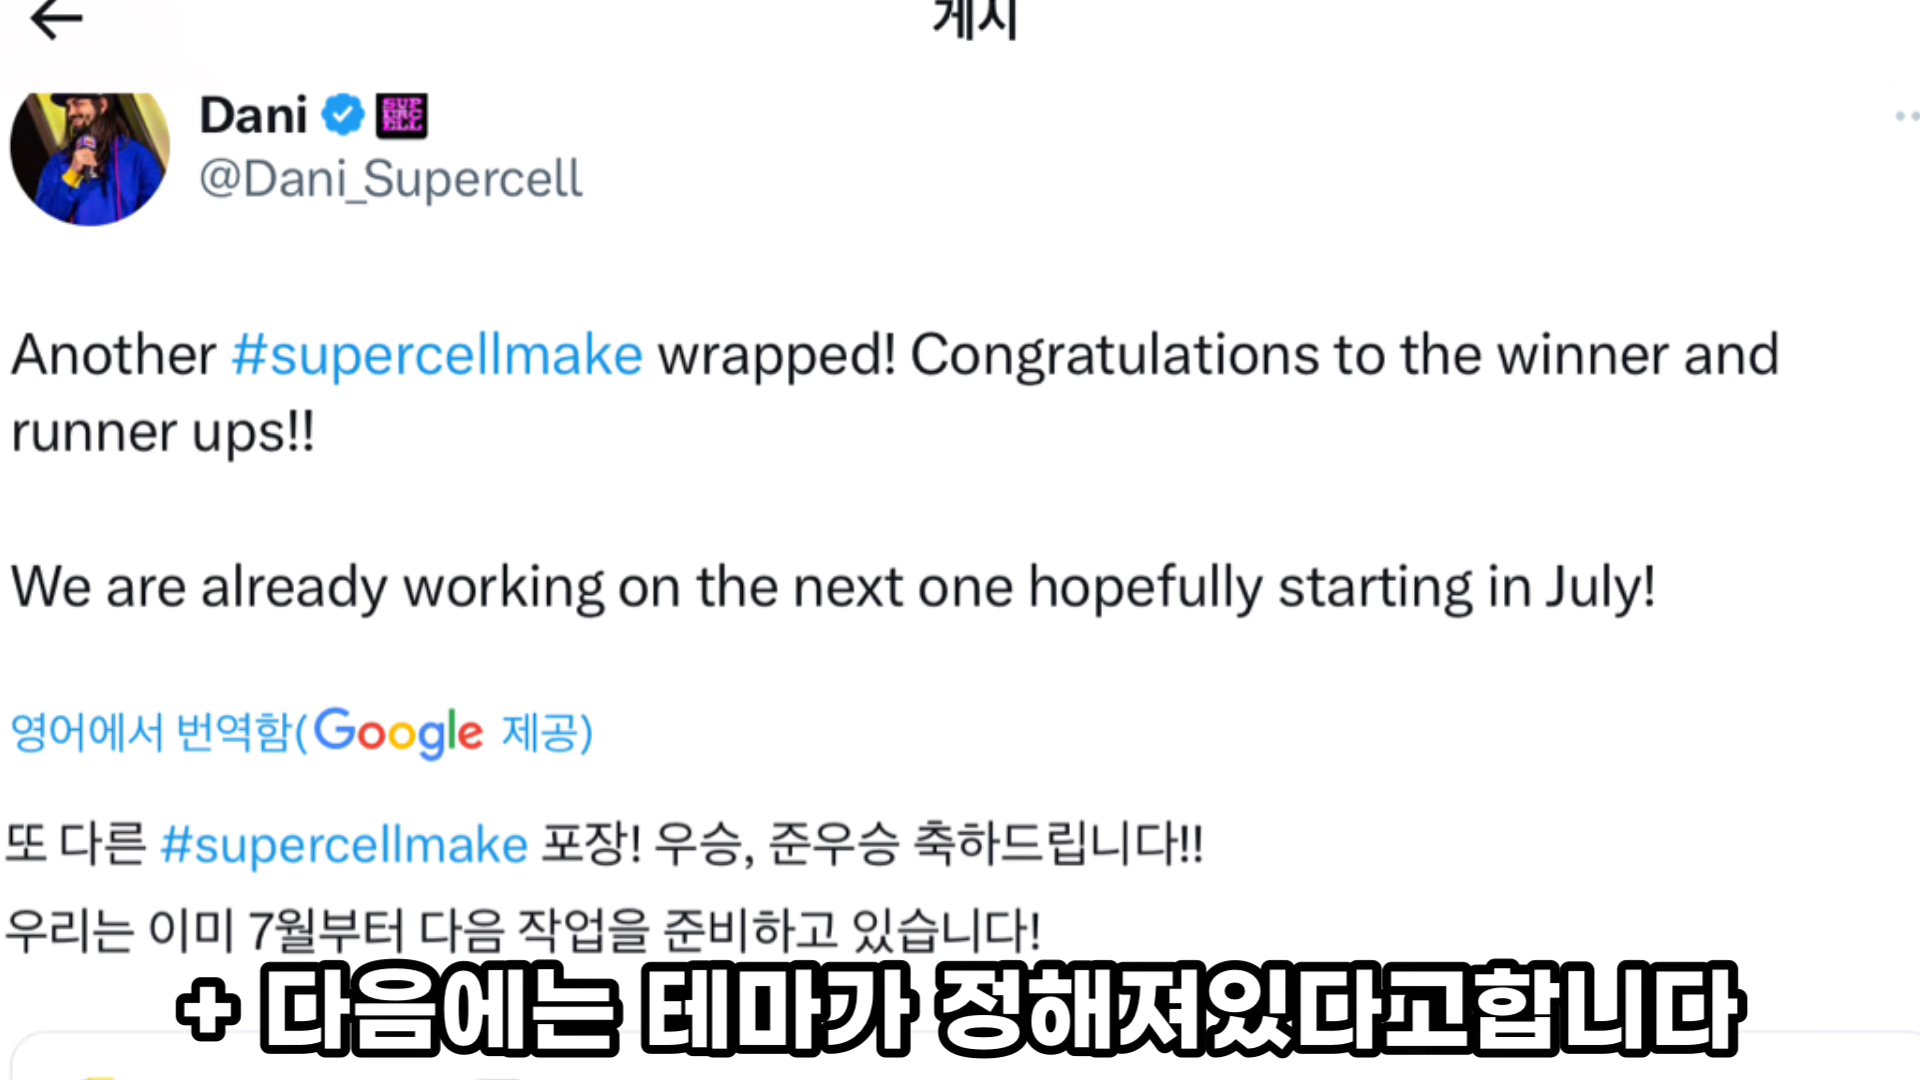 게시
Dani
SUP
ERC
ELL
@Dani_Supercell
Another #supercellmake wrapped! Congratulations to the winner and
runner ups!!
We are already working on the next one hopefully starting in July!
영어에서 번역함(Google 제공)
또 다른 #supercellmake 포장! 우승, 준우승 축하드립니다!!
우리는 이미 7월부터 다음 작업을 준비하고 있습니다!
+ 다음에는 테마가 정해져있다고합니다